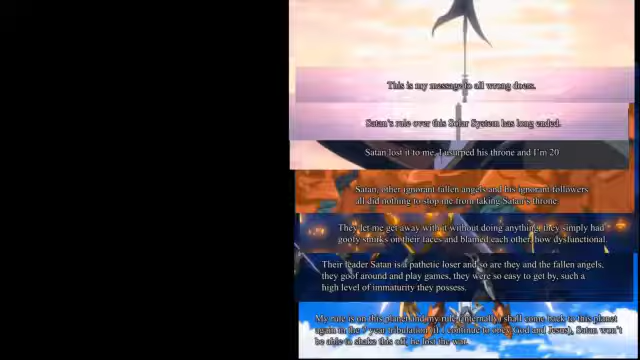 This is my message to all wrong doers.
Satan's rule over this Solar System has long ended.
Satan lost it to me, I usurped his throne and I'm 20
Satan, other ignorant fallen angels and his ignorant followers
all did nothing to stop me from taking Satan's throne.
They let me get away with it without doing anything, they simply had
goofy smirks on their faces and blamed each other, how dysfunctional.
Their leader Satan is a pathetic loser and so are they and the fallen angels,
they goof around and play games, they were so easy to get by, such a
high level of immaturity they possess.
My rule is on this planet and my rule is eternal, I shall come back to this planet
again in the 7 year tribulation (if I continue to obey God and Jesus), Satan won't
be able to shake this off, he lost the war.